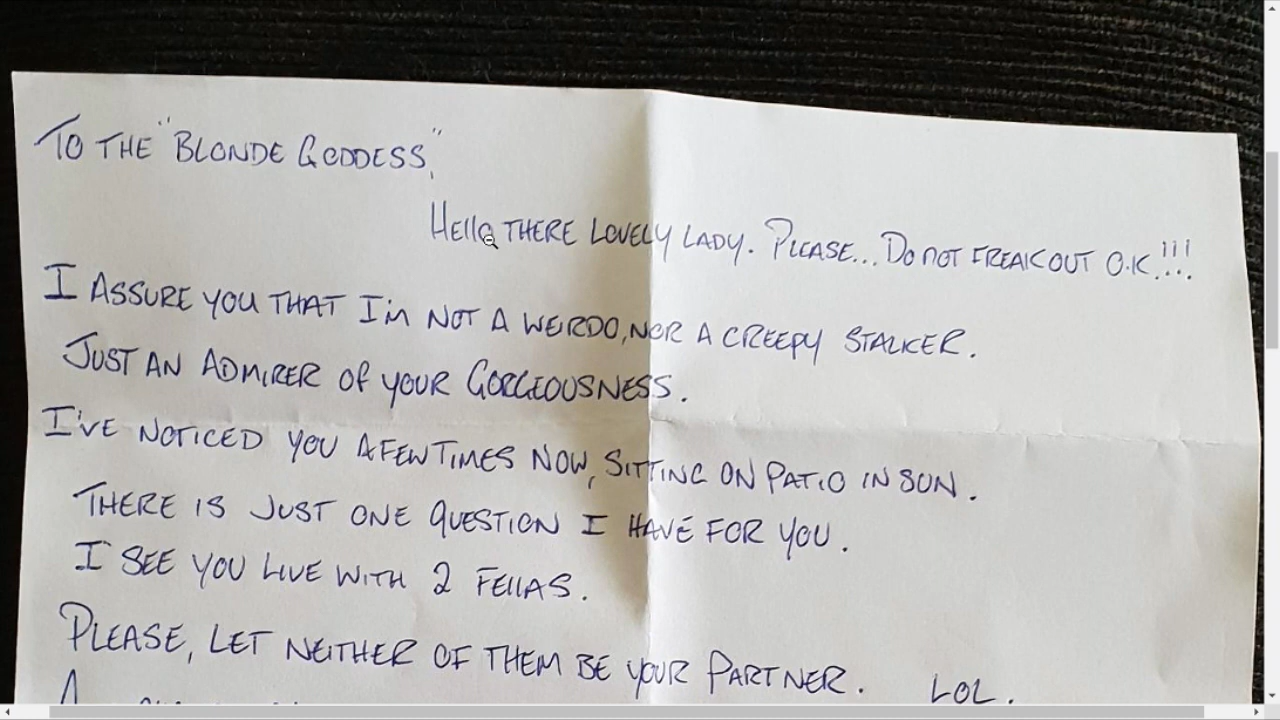 TO THE "BLONDE GODDESS,"
HEllO THERE LOVELY LADY. PLEASE... DO NOT FREAK OUT O.K!!!
I ASSURE YOU THAT I'M NOT A WERDO, NOR A CREEPY STALKER.
JUST AN ADMIRER OF YOUR GORGEOUSNESS.
I'VE NOTICED YOU A FEW TIMES NOW, SITTING ON PATIO IN SUN.
THERE IS JUST ONE QUESTION I HAVE FOR YOU.
I SEE YOU LIVE WITH 2 FEllAS.
PLEASE, LET NEITHER OF THEM BE YOUR PARTNER. LOL.